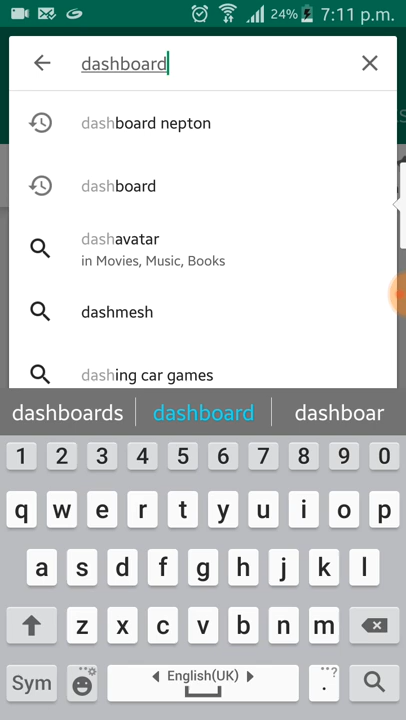 24% 7:11 p.m.
dashboard
S
dashboard nepton
dashboard
dashavatar
in Movies, Music, Books
dashmesh
dashing car games
dashboards dashboard dashboar
1 2 3 4 5 6 7 8 9 0
q w e r t y u i o p
a s d f g h j k l
z x c v b n m
Sym English(UK) . ...?